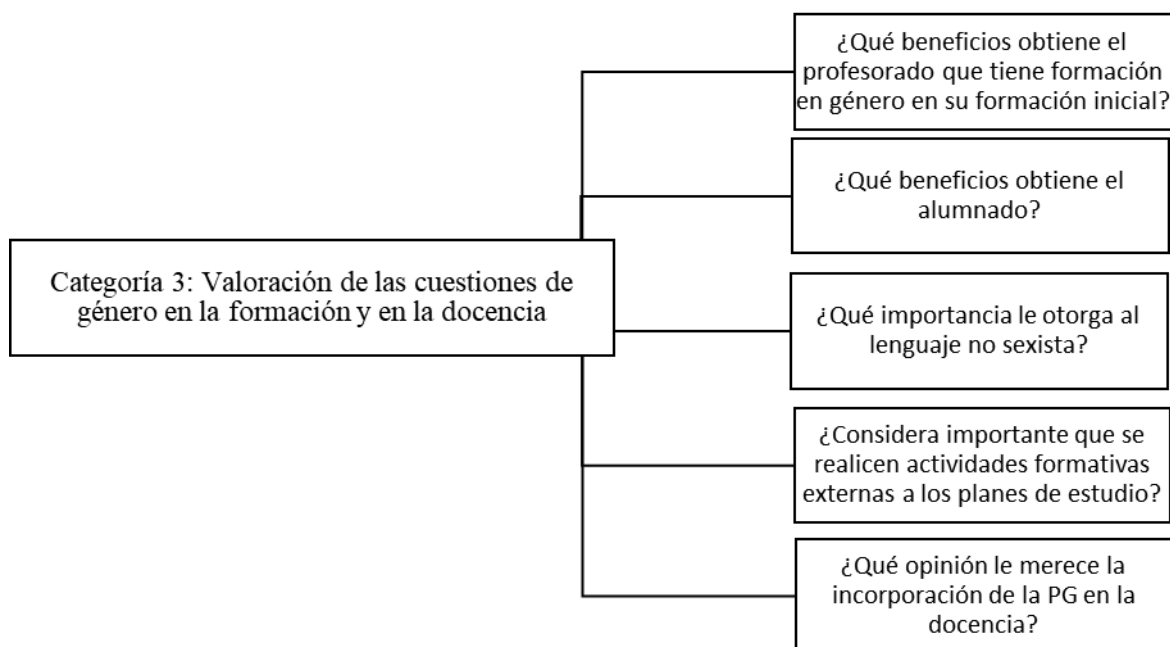 ¿Qué beneficios obtiene el
profesorado que tiene formación
en género en su formación inicial?
¿Qué beneficios obtiene el
alumnado?
Categoría 3: Valoración de las cuestiones de
género en la formación y en la docencia
¿Qué importancia le otorga al
lenguaje no sexista?
¿Considera importante que se
realicen actividades formativas
externas a los planes de estudio?
¿Qué opinión le merece la
incorporación de la PG en la
docencia?